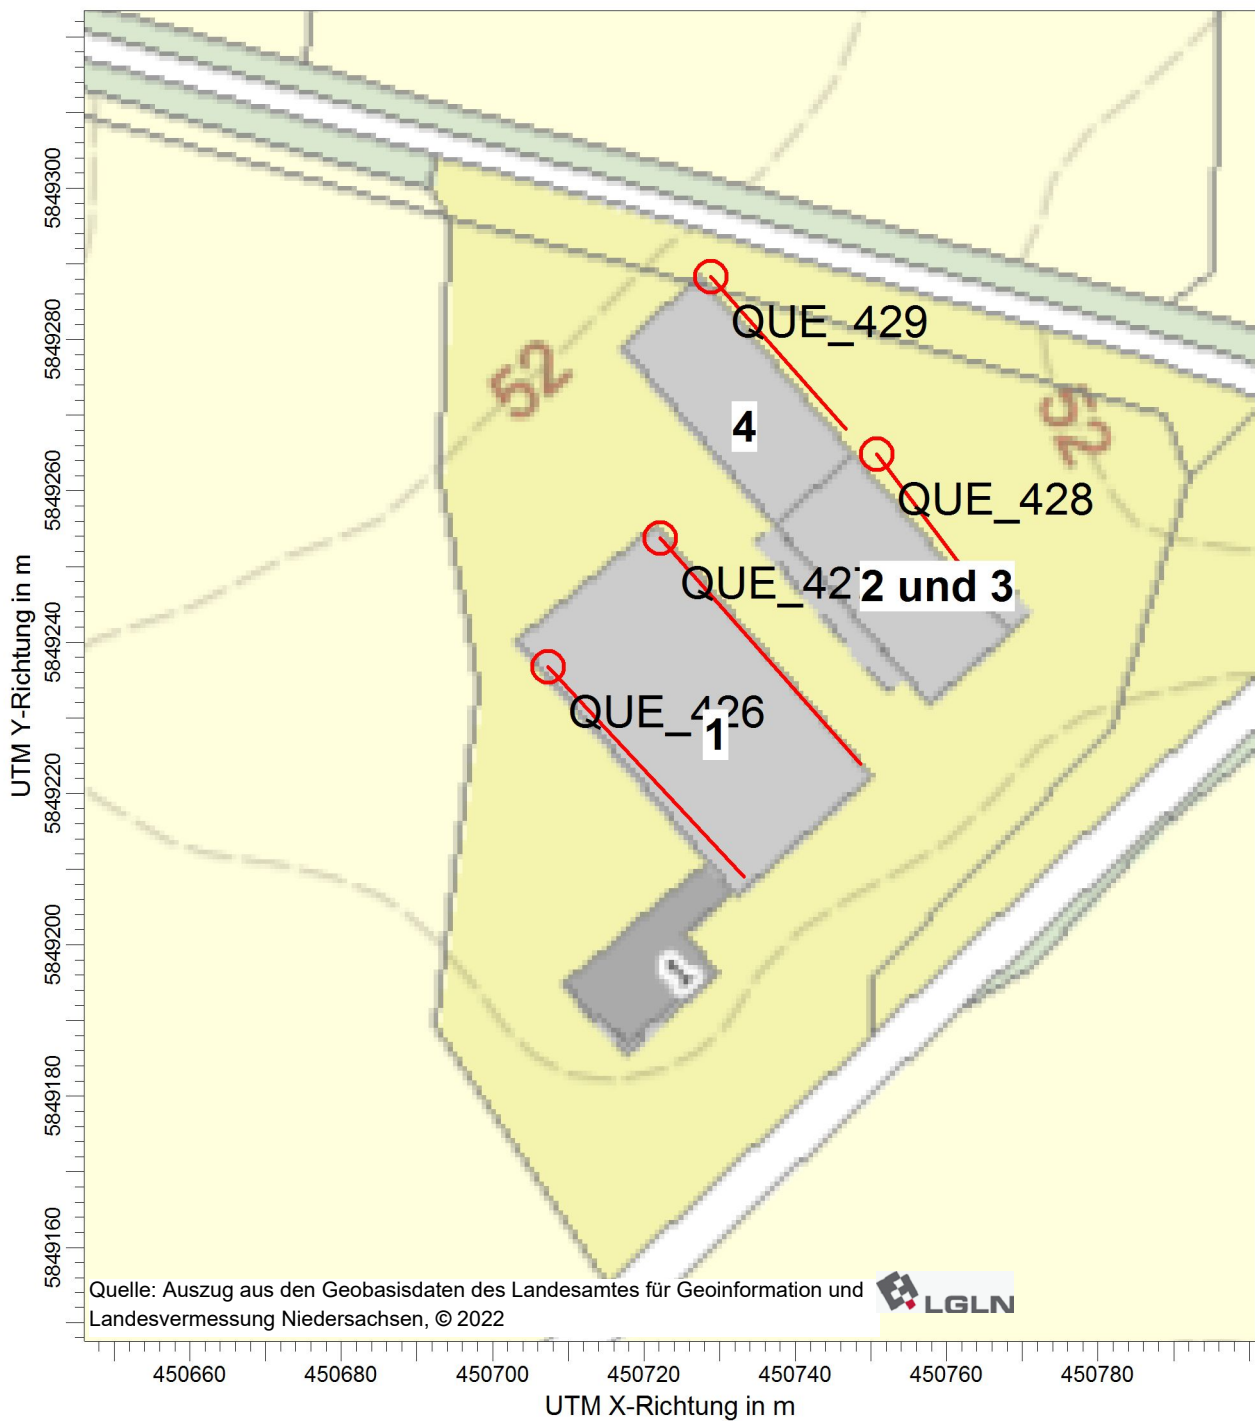 5849300
5849280
5849260
5849240
5849220
5849200
5849180
5849160
UTM Y-Richtung in m
QUE_429
52
4
52
QUE_428
QUE_427
2 und 3
QUE_426
1
Quelle: Auszug aus den Geobasisdaten des Landesamtes für Geoinformation und
Landesvermessung Niedersachsen, © 2022
LGLN
450660 450680 450700 450720 450740 450760 450780
UTM X-Richtung in m